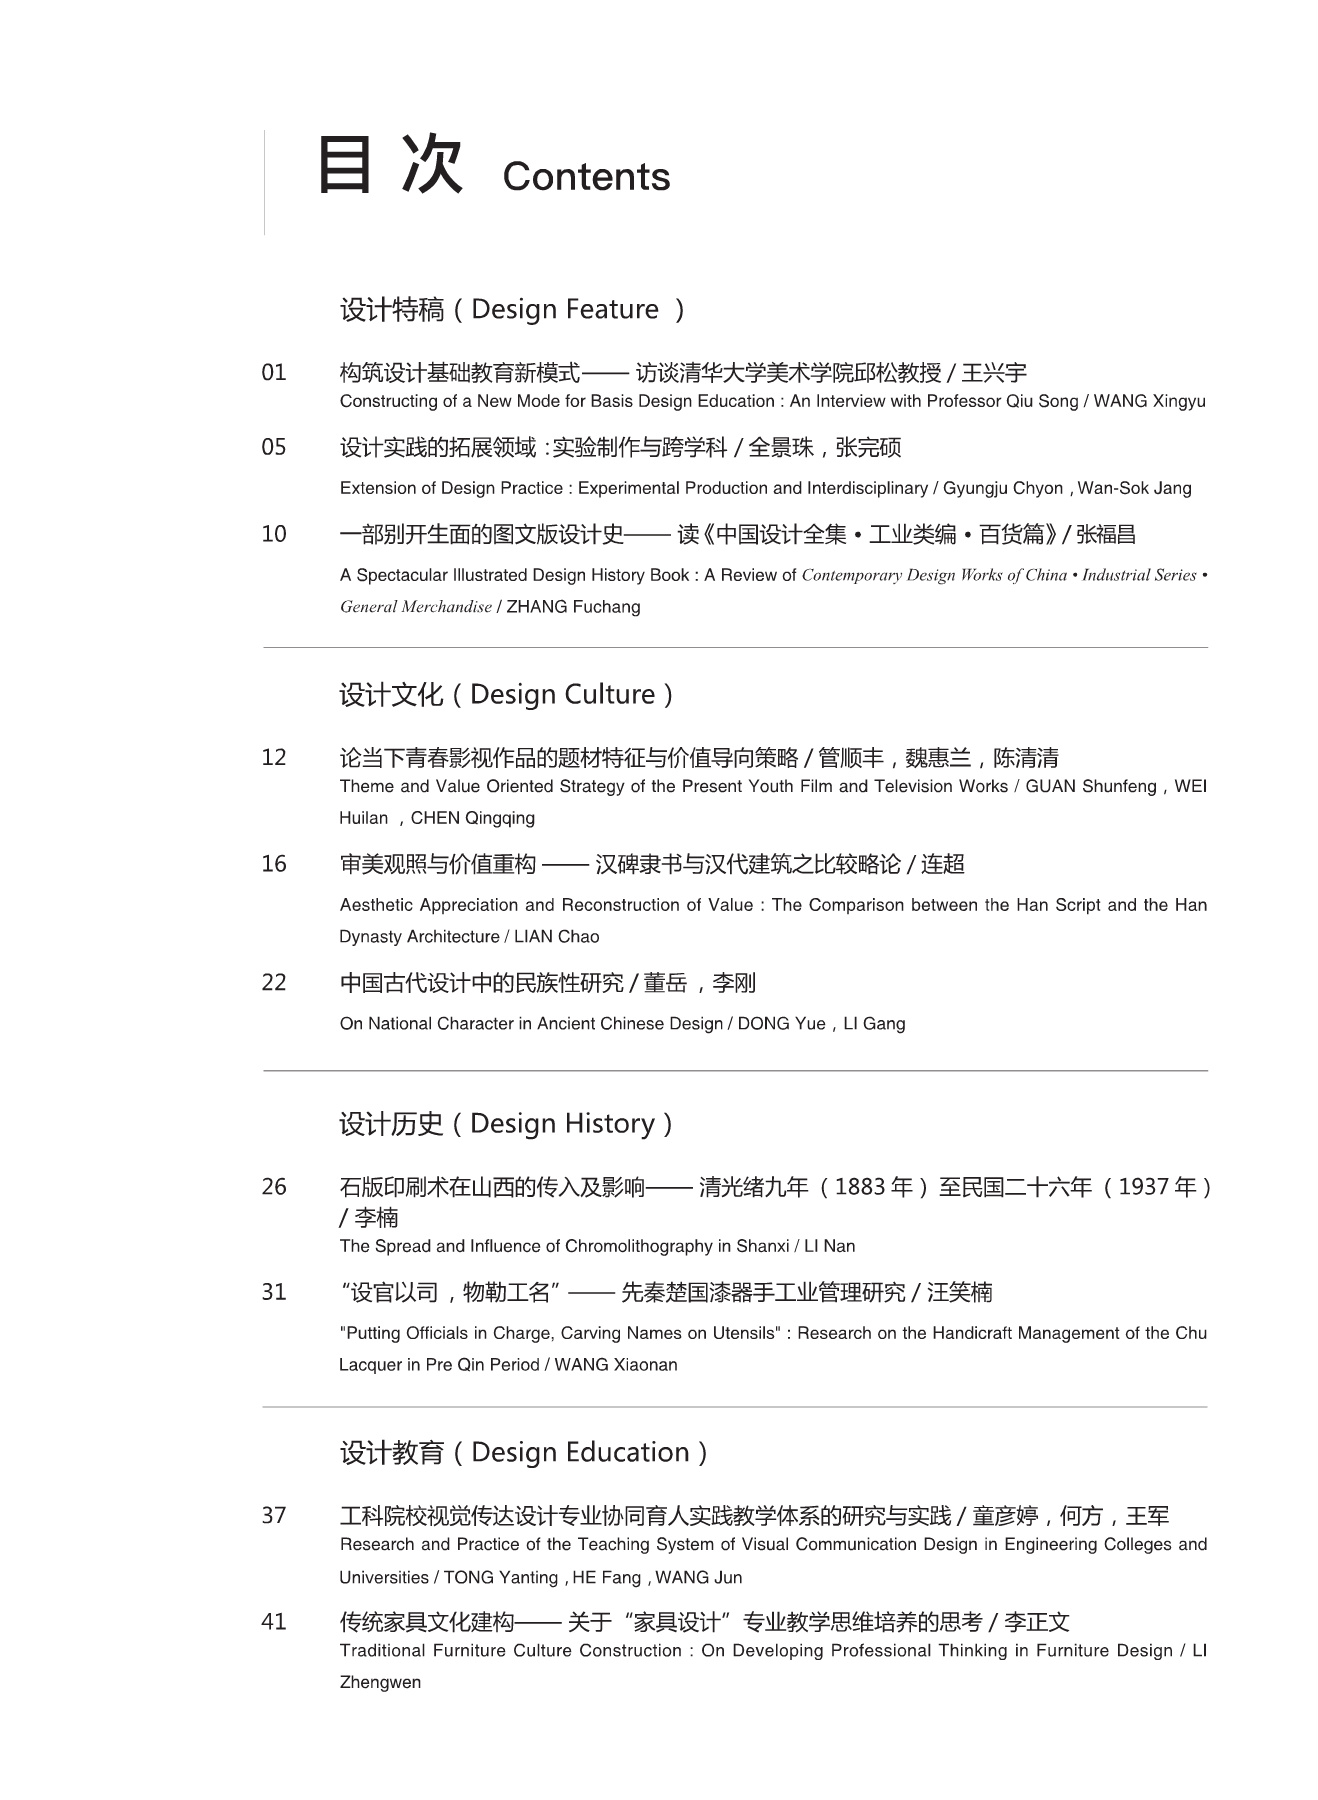 目 次 Contents
设计特稿（Design Feature ）
01 构筑设计基础教育新模式—— 访谈清华大学美术学院邱松教授 / 王兴宇
Constructing of a New Mode for Basis Design Education : An Interview with Professor Qiu Song / WANG Xingyu
05 设计实践的拓展领域 : 实验制作与跨学科 / 全景珠 , 张完硕
Extension of Design Practice : Experimental Production and Interdisciplinary / Gyungju Chyon , Wan-Sok Jang
10 一部别开生面的图文版设计史—— 读《中国设计全集 • 工业类编 • 百货篇》/ 张福昌
A Spectacular Illustrated Design History Book : A Review of Contemporary Design Works of China • Industrial Series •
General Merchandise / ZHANG Fuchang
设计文化（Design Culture）
12 论当下青春影视作品的题材特征与价值导向策略 / 管顺丰 , 魏惠兰 , 陈清清
Theme and Value Oriented Strategy of the Present Youth Film and Television Works / GUAN Shunfeng , WEI
Huilan , CHEN Qingqing
16 审美观照与价值重构 —— 汉碑隶书与汉代建筑之比较略论 / 连超
Aesthetic Appreciation and Reconstruction of Value : The Comparison between the Han Script and the Han
Dynasty Architecture / LIAN Chao
22 中国古代设计中的民族性研究 / 董岳 , 李刚
On National Character in Ancient Chinese Design / DONG Yue , LI Gang
设计历史（Design History）
26 石版印刷术在山西的传入及影响—— 清光绪九年（1883 年）至民国二十六年（1937 年）
/ 李楠
The Spread and Influence of Chromolithography in Shanxi / LI Nan
31 “设官以司 , 物勒工名”—— 先秦楚国漆器手工业管理研究 / 汪笑楠
"Putting Officials in Charge, Carving Names on Utensils" : Research on the Handicraft Management of the Chu
Lacquer in Pre Qin Period / WANG Xiaonan
设计教育（Design Education）
37 工科院校视觉传达设计专业协同育人实践教学体系的研究与实践 / 童彦婷 , 何方 , 王军
Research and Practice of the Teaching System of Visual Communication Design in Engineering Colleges and
Universities / TONG Yanting , HE Fang , WANG Jun
41 传统家具文化建构—— 关于“家具设计”专业教学思维培养的思考 / 李正文
Traditional Furniture Culture Construction : On Developing Professional Thinking in Furniture Design / LI
Zhengwen